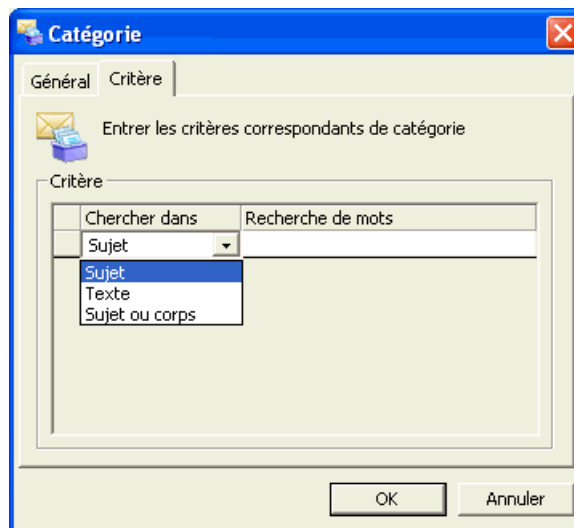 Catégorie
Général Critère
Entrer les critères correspondants de catégorie
Critère
Chercher dans Recherche de mots
Sujet
Sujet
Texte
Sujet ou corps
OK Annuler